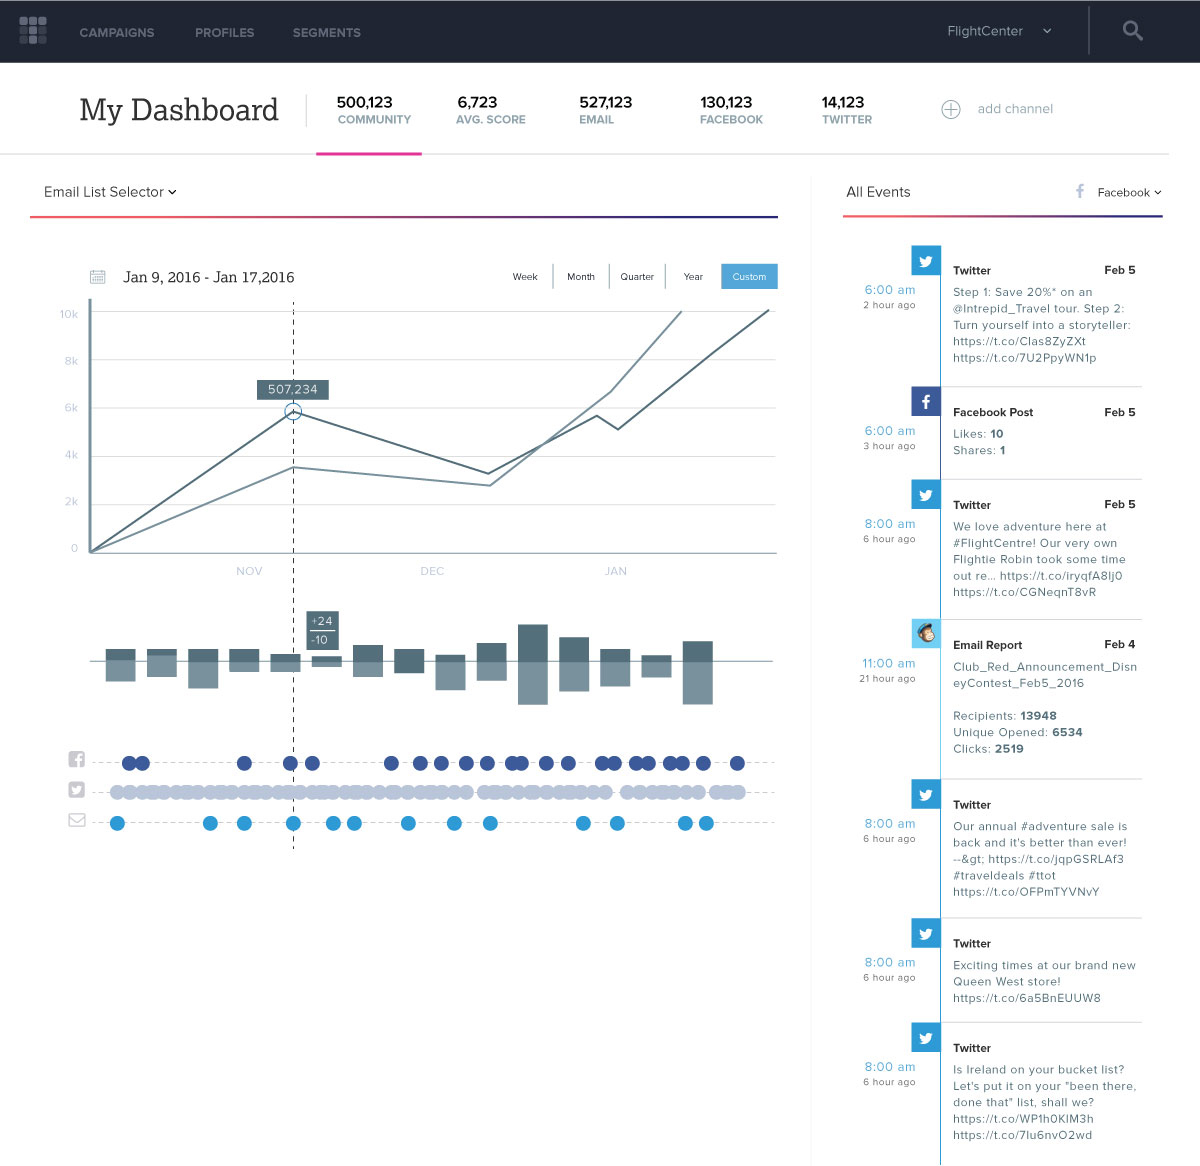 CAMPAIGNS PROFILES SEGMENTS FlightCenter
My Dashboard
500,123 6,723 527,123 130,123 14,123
COMMUNITY AVG. SCORE EMAIL FACEBOOK TWITTER
add channel
Email List Selector
Jan 9, 2016 - Jan 17,2016
Week Month Quarter Year Custom
10k
8k
507,234
6k
4k
2k
0
NOV DEC JAN
+24
-10
All Events Facebook
Twitter Feb 5
6:00 am
2 hour ago
Step 1: Save 20%* on an
@Intrepid_Travel tour. Step 2:
Turn yourself into a storyteller:
https://t.co/Clas8ZyZXt
https://t.co/7U2PpyWN1p
Facebook Post Feb 5
6:00 am
3 hour ago
Likes: 10
Shares: 1
Twitter Feb 5
8:00 am
6 hour ago
We love adventure here at
#FlightCentre! Our very own
Flightie Robin took some time
out re... https://t.co/iryqfA8Ij0
https://t.co/CGNeqnT8vR
Email Report Feb 4
11:00 am
21 hour ago
Club_Red_Announcement_Disn
eyContest_Feb5_2016
Recipients: 13948
Unique Opened: 6534
Clicks: 2519
Twitter
8:00 am
6 hour ago
Our annual #adventure sale is
back and it's better than ever!
--&gt; https://t.co/jqpGSRLAf3
#traveldeals #ttot
https://t.co/OFPmTYVNvY
Twitter
8:00 am
6 hour ago
Exciting times at our brand new
Queen West store!
https://t.co/6a5BnEUUW8
Twitter
8:00 am
6 hour ago
Is Ireland on your bucket list?
Let's put it on your "been there,
done that" list, shall we?
https://t.co/WP1h0KIM3h
https://t.co/7Iu6nvO2wd